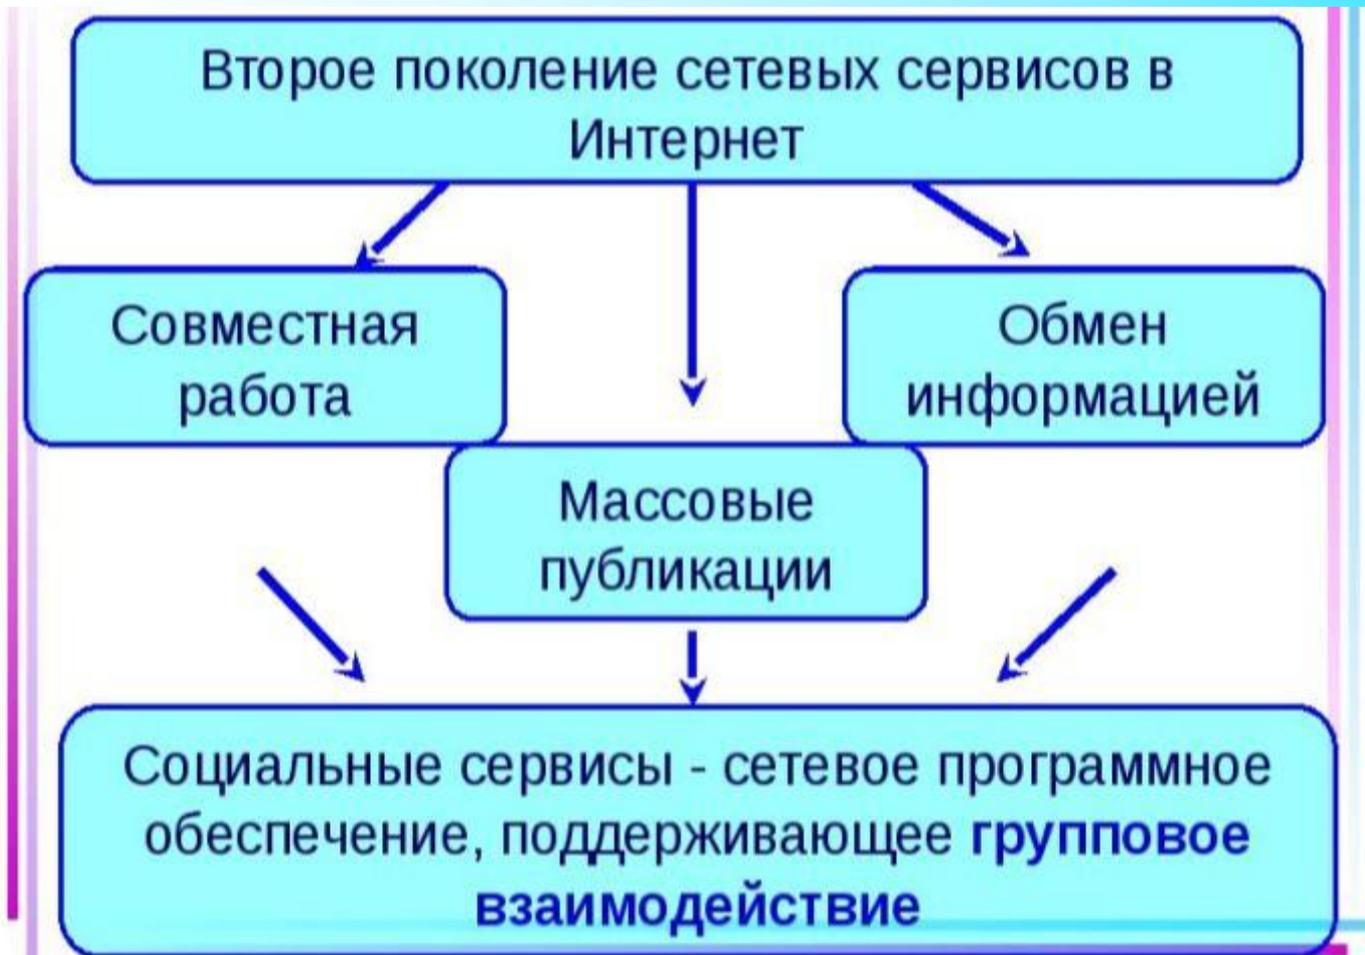 Второе поколение сетевых сервисов в
Интернет
Совместная
работа
Обмен
информацией
Массовые
публикации
Социальные сервисы - сетевое программное
обеспечение, поддерживающее групповое
взаимодействие